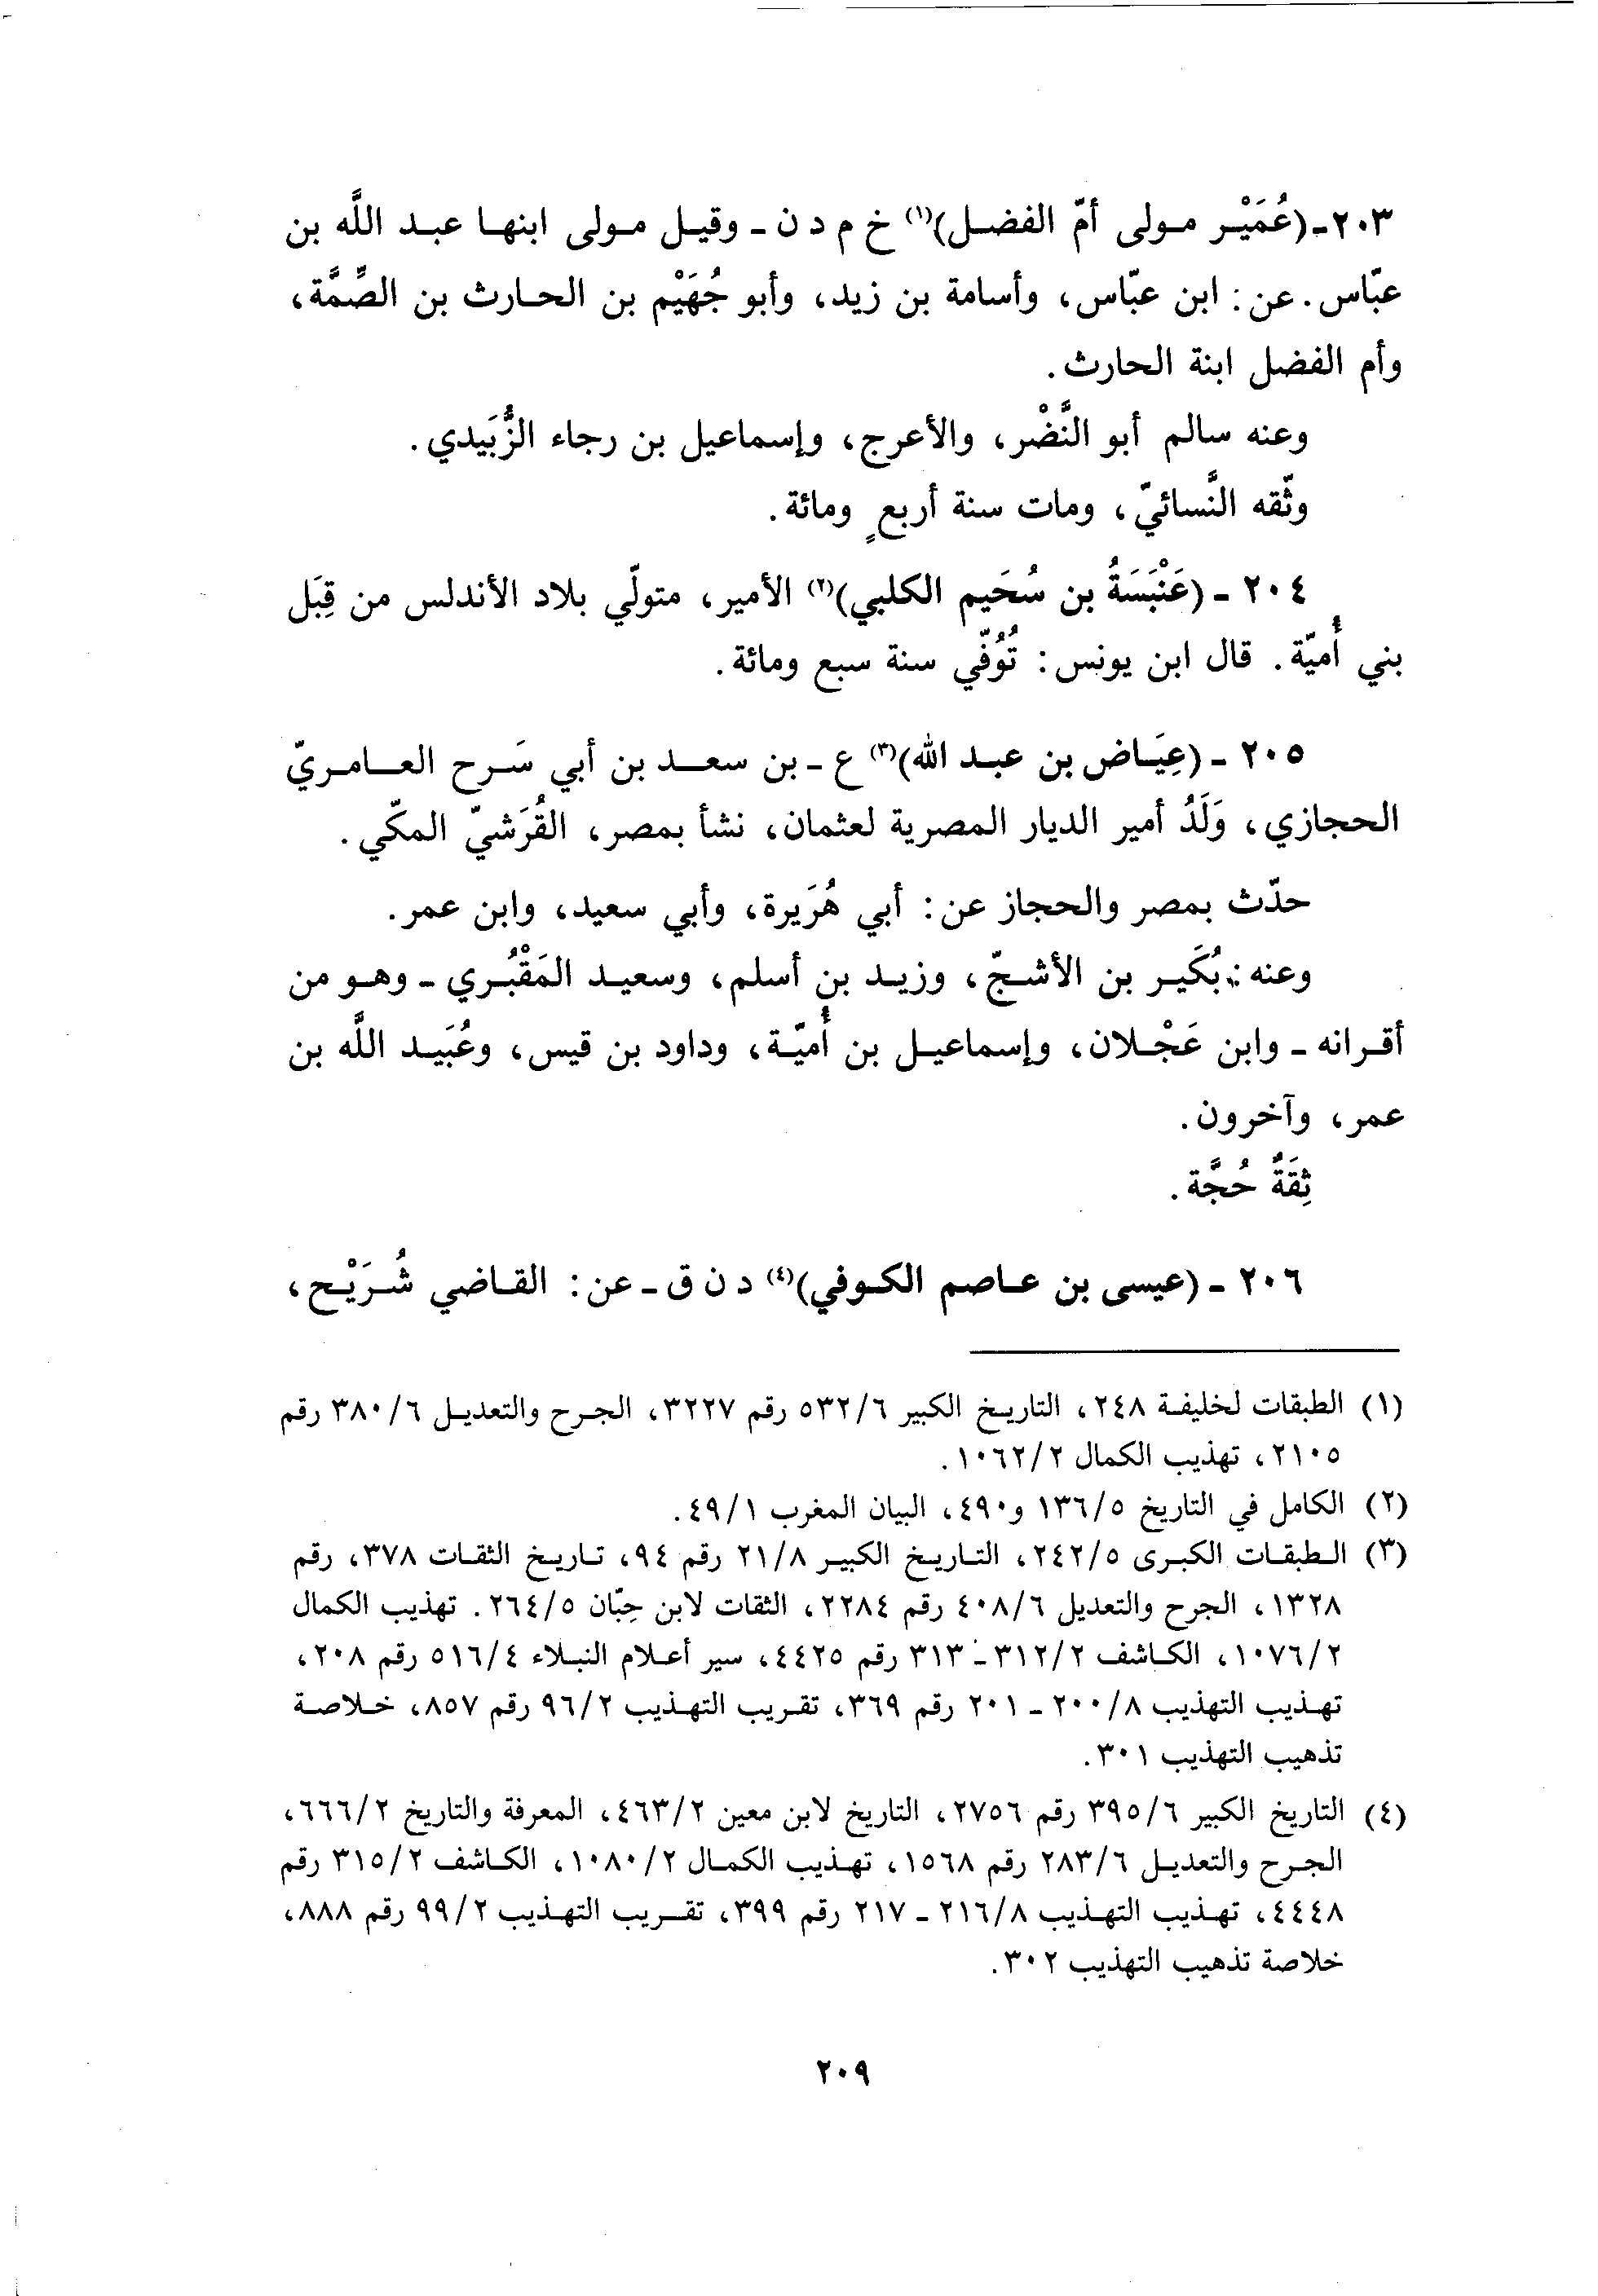 ٢٠٣-(عُمَيْر مولى أمّ الفضل)(١) خ م د ن - وقيل مولى ابنها عبد اللَّه بن
عبّاس. عن: ابن عبّاس، وأسامة بن زيد، وأبو جُهَيْم بن الحارث بن الصِّمَّة،
وأم الفضل ابنة الحارث.
وعنه سالم أبو النَّضْر، والأعرج، وإسماعيل بن رجاء الزُّبَيدي.
وثّقه النَّسائيّ، ومات سنة أربعٍ ومائة.
٢٠٤ - (عَنْبَسَةُ بن سُحَيم الكلبي)(٢) الأمير، متولّي بلاد الأندلس من قِبَل
بني أُميّة. قال ابن يونس: تُوُفّي سنة سبع ومائة.
٢٠٥ - (عِيَاض بن عبد الله)(٣) ع - بن سعد بن أبي سَرح العامريّ
الحجازي، وَلَدُ أمير الديار المصرية لعثمان، نشأ بمصر، القُرَشيّ المكّي.
حدّث بمصر والحجاز عن: أبي هُرَيرة، وأبي سعيد، وابن عمر.
وعنه: بُكَير بن الأشجّ، وزيد بن أسلم، وسعيد المَقْبُري - وهو من
أقرانه - وابن عَجْلان، وإسماعيل بن أُميّة، وداود بن قيس، وعُبَيد اللَّه بن
عمر، وآخرون.
ثِقَةٌ حُجَّة.
٢٠٦ - (عيسى بن عاصم الكوفي)(٤) د ن ق - عن: القاضي شُرَيْح،
(١) الطبقات لخليفة ٢٤٨، التاريخ الكبير ٥٣٢/٦ رقم ٣٢٢٧، الجرح والتعديل ٣٨٠/٦ رقم
٢١٠٥، تهذيب الكمال ١٠٦٢/٢.
(٢) الكامل في التاريخ ١٣٦/٥ و٤٩٠، البيان المغرب ٤٩/١.
(٣) الطبقات الكبرى ٢٤٢/٥، التاريخ الكبير ٢١/٨ رقم ٩٤، تاريخ الثقات ٣٧٨، رقم
١٣٢٨، الجرح والتعديل ٤٠٨/٦ رقم ٢٢٨٤، الثقات لابن حِبّان ٢٦٤/٥. تهذيب الكمال
١٠٧٦/٢، الكاشف ٣١٢/٢ - ٣١٣ رقم ٤٤٢٥، سير أعلام النبلاء ٥١٦/٤ رقم ٢٠٨،
تهذيب التهذيب ٢٠٠/٨ - ٢٠١ رقم ٣٦٩، تقريب التهذيب ٩٦/٢ رقم ٨٥٧، خلاصة
تذهيب التهذيب ٣٠١.
(٤) التاريخ الكبير ٣٩٥/٦ رقم ٢٧٥٦، التاريخ لابن معين ٤٦٣/٢، المعرفة والتاريخ ٦٦٦/٢،
الجرح والتعديل ٢٨٣/٦ رقم ١٥٦٨، تهذيب الكمال ١٠٨٠/٢، الكاشف ٣١٥/٢ رقم
٤٤٤٨، تهذيب التهذيب ٢١٦/٨ - ٢١٧ رقم ٣٩٩، تقريب التهذيب ٩٩/٢ رقم ٨٨٨،
خلاصة تذهيب التهذيب ٣٠٢.
٢٠٩